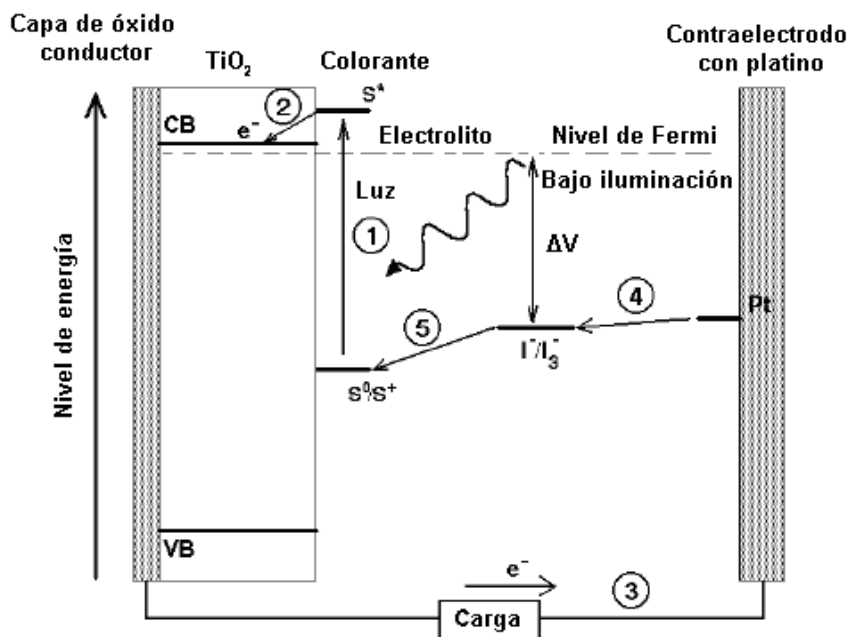 Capa de óxido
conductor
TiO₂
Colorante
Contraelectrodo
con platino
CB
e⁻
②
S*
Electrolito
Nivel de Fermi
Bajo iluminación
Luz
①
ΔV
Nivel de energía
④
Pt
⑤
I⁻/I₃⁻
S⁰/S⁺
VB
e⁻
③
Carga